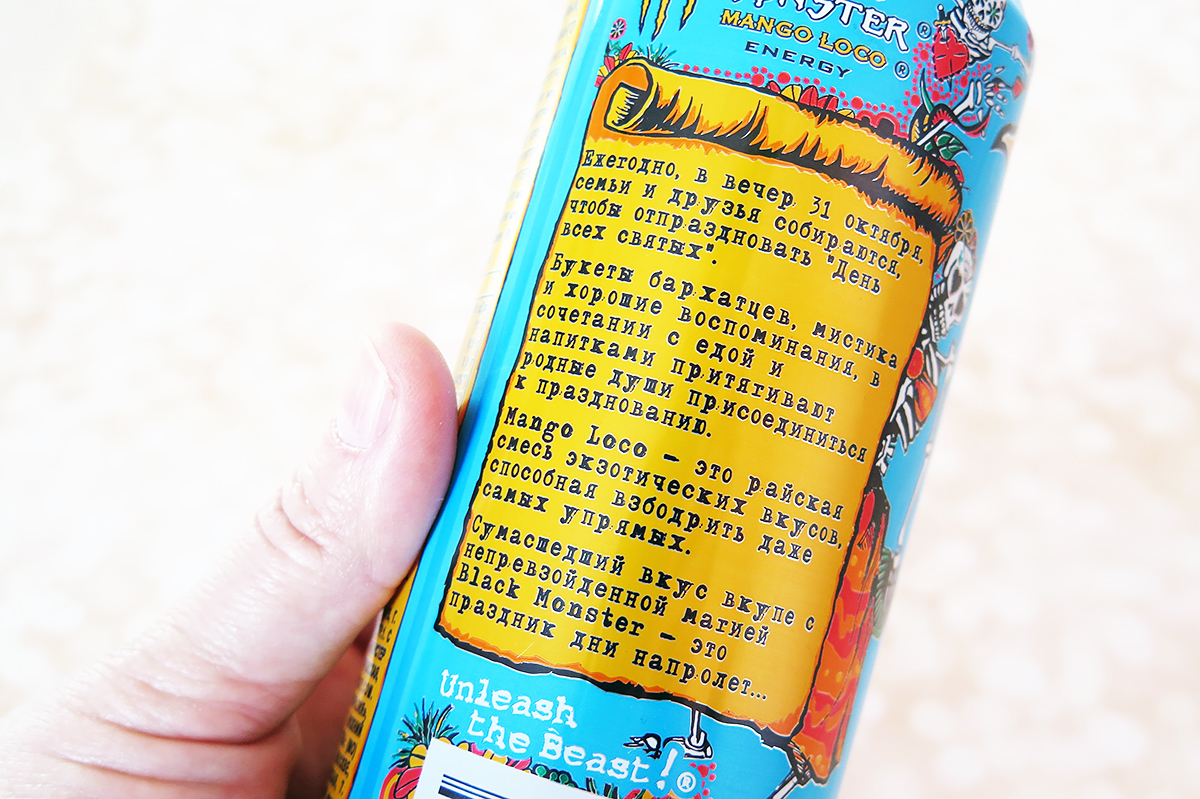 MONSTER®
MANGO LOCO®
ENERGY
Ежегодно, в вечер 31 октября,
семьи и друзья собираются,
чтобы отпраздновать "День
всех святых".
Букеты бархатцев, мистика
и хорошие воспоминания, в
сочетании с едой и
напитками притягивают
родные души присоединиться
к празднованию.
Mango Loco – это райская
смесь экзотических вкусов,
способная взбодрить даже
самых упрямых.
Сумасшедший вкус вкупе с
непревзойденной магией
Black Monster – это
праздник дни напролет...
Unleash
the Beast!®